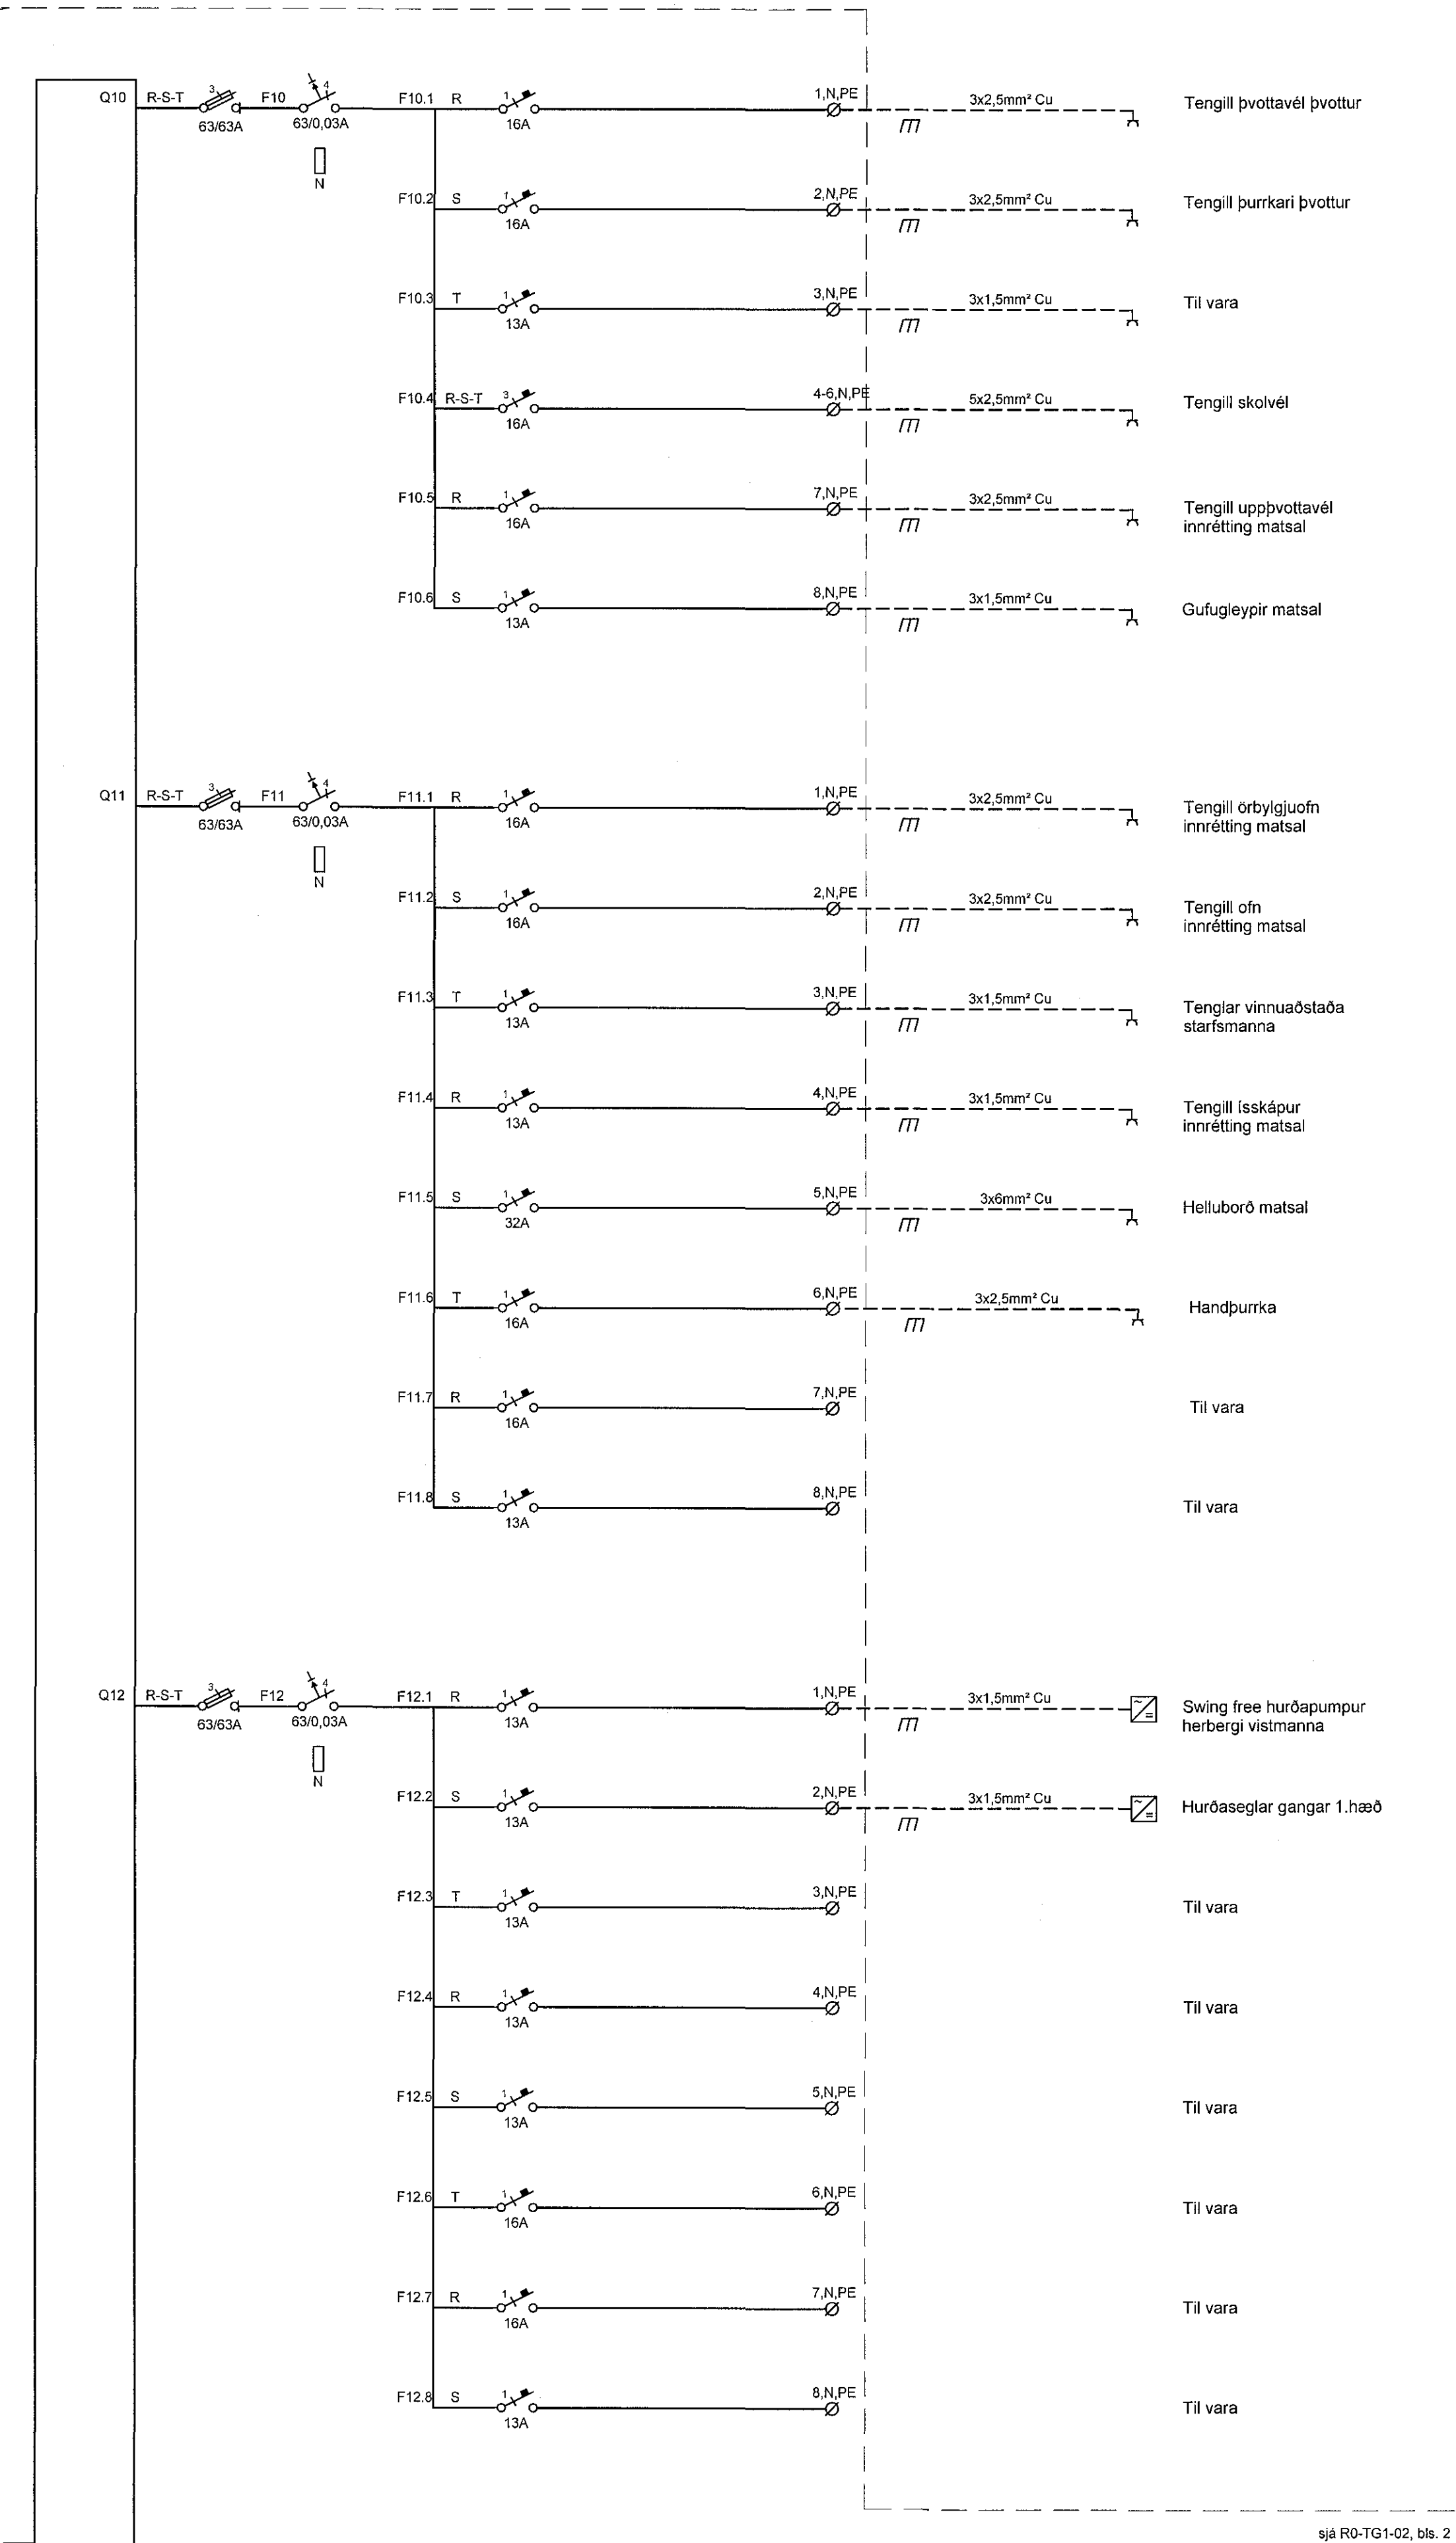 Q10 R-S-T 3 63/63A F10 4 63/0,03A N
F10.1 R 1 16A 1,N,PE 3x2,5mm² Cu Tengill þvottavél þvottur
F10.2 S 1 16A 2,N,PE 3x2,5mm² Cu Tengill þurrkari þvottur
F10.3 T 1 13A 3,N,PE 3x1,5mm² Cu Til vara
F10.4 R-S-T 3 16A 4-6,N,PE 5x2,5mm² Cu Tengill skolvél
F10.5 R 1 16A 7,N,PE 3x2,5mm² Cu Tengill uppþvottavél
innrétting matsal
F10.6 S 1 13A 8,N,PE 3x1,5mm² Cu Gufugleypir matsal
Q11 R-S-T 3 63/63A F11 4 63/0,03A N
F11.1 R 1 16A 1,N,PE 3x2,5mm² Cu Tengill örbylgjuofn
innrétting matsal
F11.2 S 1 16A 2,N,PE 3x2,5mm² Cu Tengill ofn
innrétting matsal
F11.3 T 1 13A 3,N,PE 3x1,5mm² Cu Tenglar vinnuaðstaða
starfsmanna
F11.4 R 1 13A 4,N,PE 3x1,5mm² Cu Tengill ísskápur
innrétting matsal
F11.5 S 1 32A 5,N,PE 3x6mm² Cu Helluborð matsal
F11.6 T 1 16A 6,N,PE 3x2,5mm² Cu Handþurrka
F11.7 R 1 16A 7,N,PE Til vara
F11.8 S 1 13A 8,N,PE Til vara
Q12 R-S-T 3 63/63A F12 4 63/0,03A N
F12.1 R 1 13A 1,N,PE 3x1,5mm² Cu Swing free hurðapumpur
herbergi vistmanna
F12.2 S 1 13A 2,N,PE 3x1,5mm² Cu Hurðaseglar gangar 1.hæð
F12.3 T 1 13A 3,N,PE Til vara
F12.4 R 1 13A 4,N,PE Til vara
F12.5 S 1 13A 5,N,PE Til vara
F12.6 T 1 16A 6,N,PE Til vara
F12.7 R 1 16A 7,N,PE Til vara
F12.8 S 1 13A 8,N,PE Til vara
sjá R0-TG1-02, bls. 2